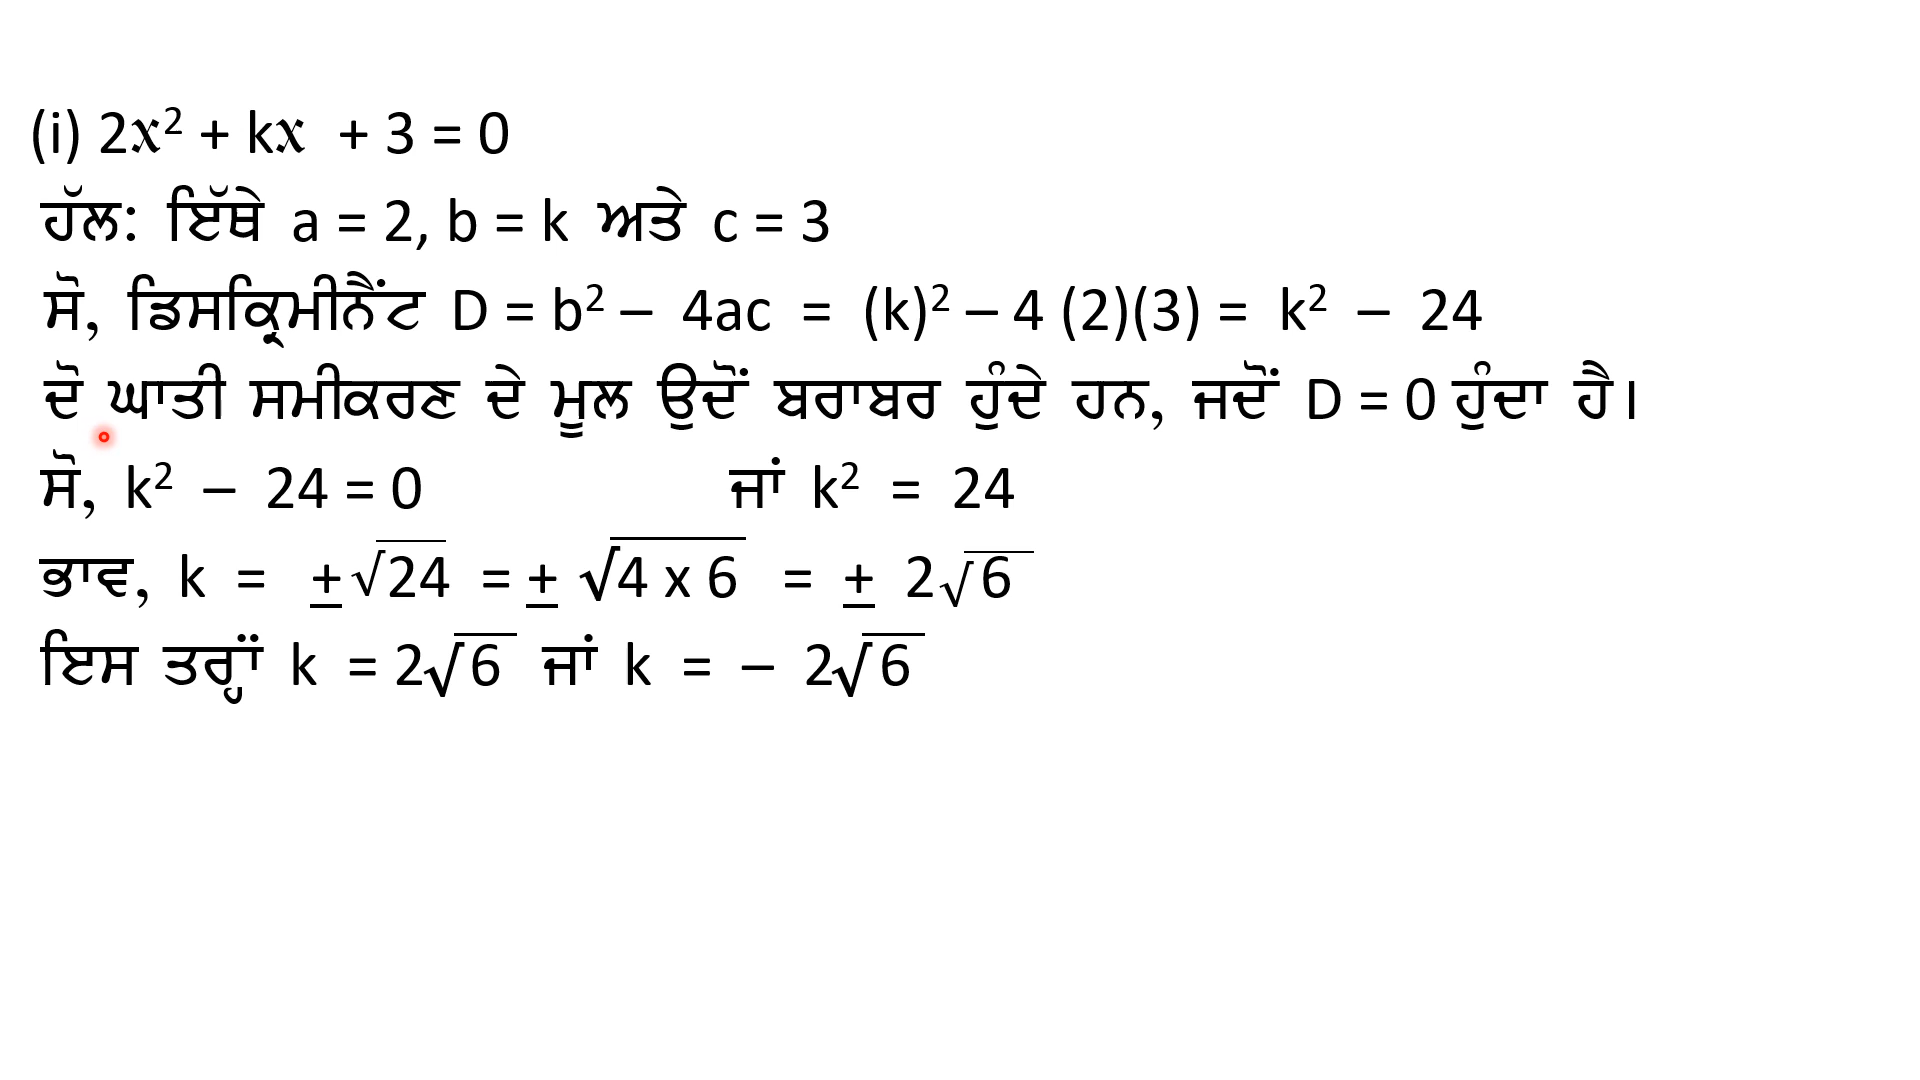 (i) 2x² + kx + 3 = 0
ਹੱਲ: ਇੱਥੇ a = 2, b = k ਅਤੇ c = 3
ਸੋ, ਡਿਸਕ੍ਰਿਮੀਨੈਂਟ D = b² – 4ac = (k)² – 4 (2)(3) = k² – 24
ਦੋ ਘਾਤੀ ਸਮੀਕਰਣ ਦੇ ਮੂਲ ਉਦੋਂ ਬਰਾਬਰ ਹੁੰਦੇ ਹਨ, ਜਦੋਂ D = 0 ਹੁੰਦਾ ਹੈ।
ਸੋ, k² – 24 = 0 ਜਾਂ k² = 24
ਭਾਵ, k = ±√24 = ± √4 x 6 = ± 2√6
ਇਸ ਤਰ੍ਹਾਂ k = 2√6 ਜਾਂ k = – 2√6